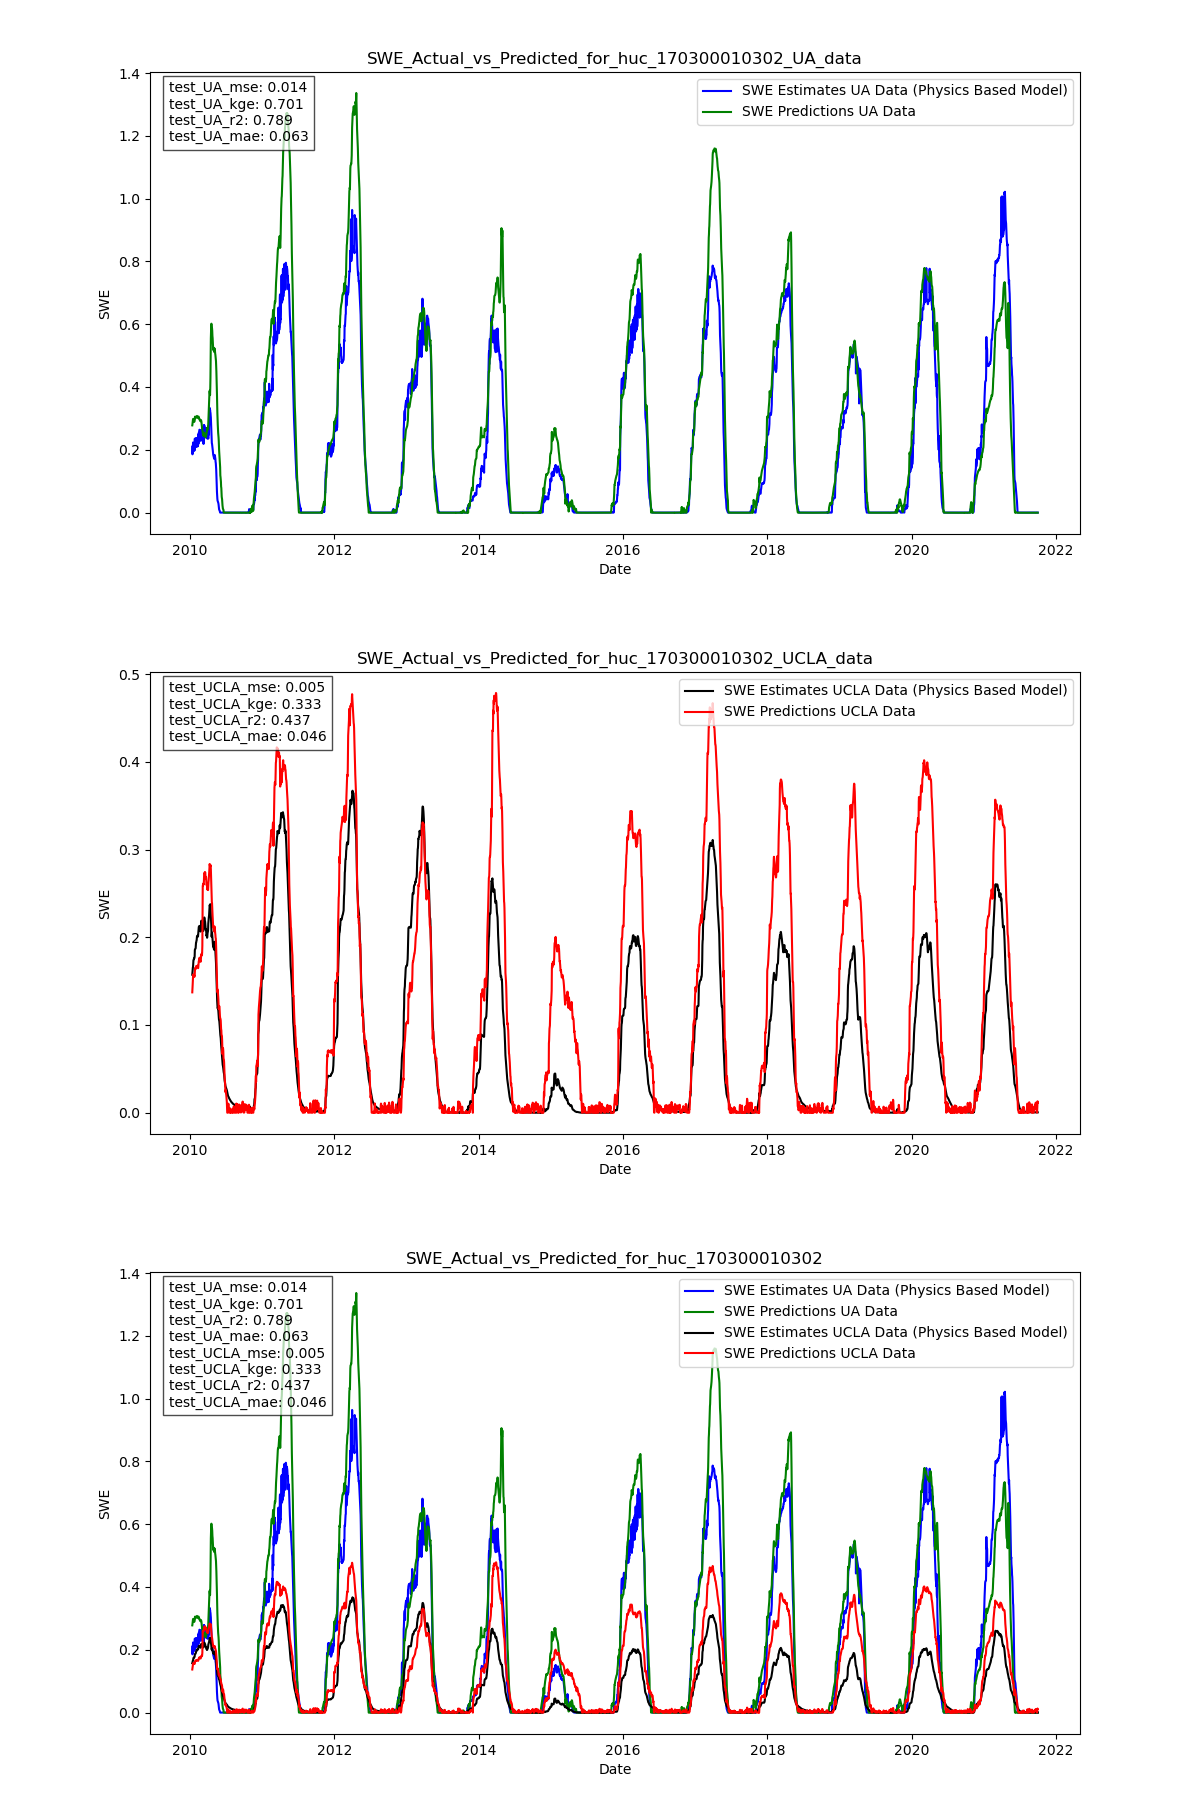 SWE_Actual_vs_Predicted_for_huc_170300010302_UA_data
test_UA_mse: 0.014
test_UA_kge: 0.701
test_UA_r2: 0.789
test_UA_mae: 0.063
SWE Estimates UA Data (Physics Based Model)
SWE Predictions UA Data
1.4
1.2
1.0
0.8
0.6
0.4
0.2
0.0
SWE
2010 2012 2014 2016 2018 2020 2022
Date
SWE_Actual_vs_Predicted_for_huc_170300010302_UCLA_data
test_UCLA_mse: 0.005
test_UCLA_kge: 0.333
test_UCLA_r2: 0.437
test_UCLA_mae: 0.046
SWE Estimates UCLA Data (Physics Based Model)
SWE Predictions UCLA Data
0.5
0.4
0.3
0.2
0.1
0.0
SWE
2010 2012 2014 2016 2018 2020 2022
Date
SWE_Actual_vs_Predicted_for_huc_170300010302
test_UA_mse: 0.014
test_UA_kge: 0.701
test_UA_r2: 0.789
test_UA_mae: 0.063
test_UCLA_mse: 0.005
test_UCLA_kge: 0.333
test_UCLA_r2: 0.437
test_UCLA_mae: 0.046
SWE Estimates UA Data (Physics Based Model)
SWE Predictions UA Data
SWE Estimates UCLA Data (Physics Based Model)
SWE Predictions UCLA Data
1.4
1.2
1.0
0.8
0.6
0.4
0.2
0.0
SWE
2010 2012 2014 2016 2018 2020 2022
Date